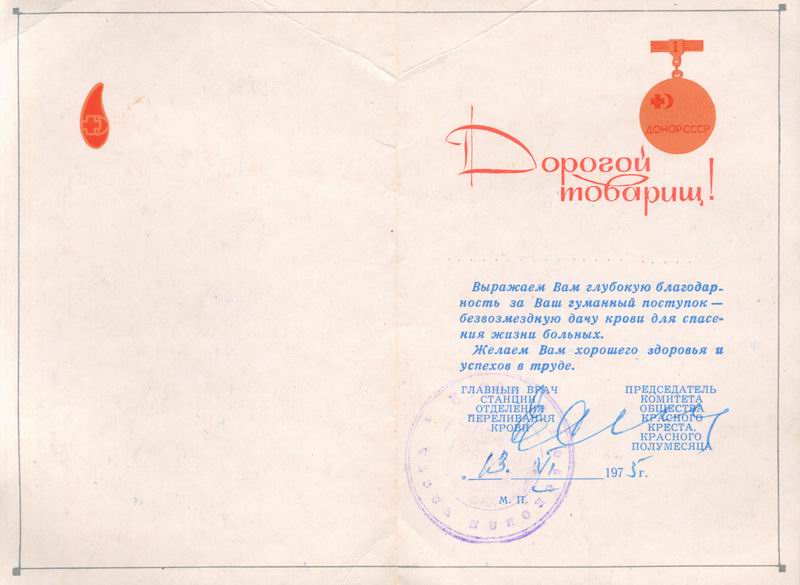 I
ДОНОР СССР
Дорогой
товарищ!
Выражаем Вам глубокую благодар-
ность за Ваш гуманный поступок —
безвозмездную дачу крови для спасе-
ния жизни больных.
Желаем Вам хорошего здоровья и
успехов в труде.
ГЛАВНЫЙ ВРАЧ
СТАНЦИИ
ОТДЕЛЕНИЯ
ПЕРЕЛИВАНИЯ
КРОВИ
ПРЕДСЕДАТЕЛЬ
КОМИТЕТА
ОБЩЕСТВА
КРАСНОГО
КРЕСТА,
КРАСНОГО
ПОЛУМЕСЯЦА
„13. VI 1975 г.
М. П.